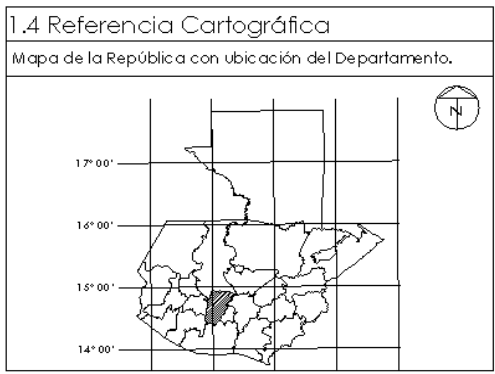 1.4 Referencia Cartográfica
Mapa de la República con ubicación del Departamento.
N
17° 00'
16° 00'
15° 00'
14° 00'